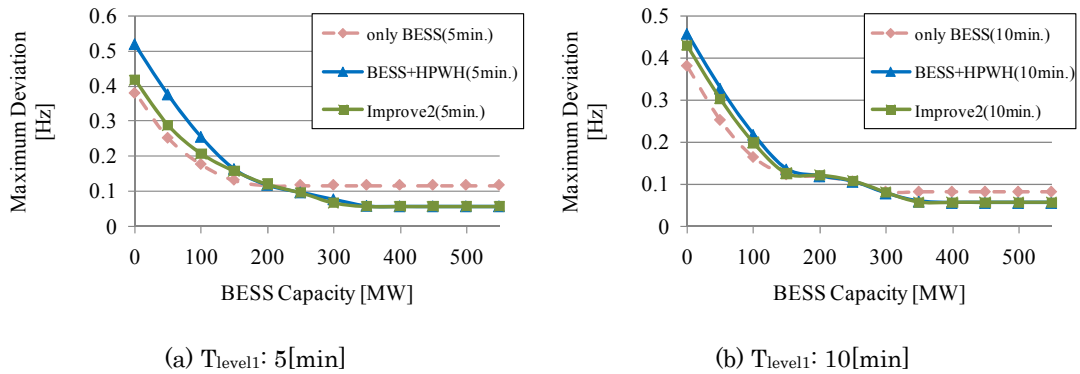 Maximum Deviation
[Hz]
0.6
0.5
0.4
0.3
0.2
0.1
0
only BESS(5min.)
BESS+HPWH(5min.)
Improve2(5min.)
0 100 200 300 400 500
BESS Capacity [MW]
(a) Tlevel1: 5[min]
Maximum Deviation
[Hz]
0.5
0.4
0.3
0.2
0.1
0
only BESS(10min.)
BESS+HPWH(10min.)
Improve2(10min.)
0 100 200 300 400 500
BESS Capacity [MW]
(b) Tlevel1: 10[min]